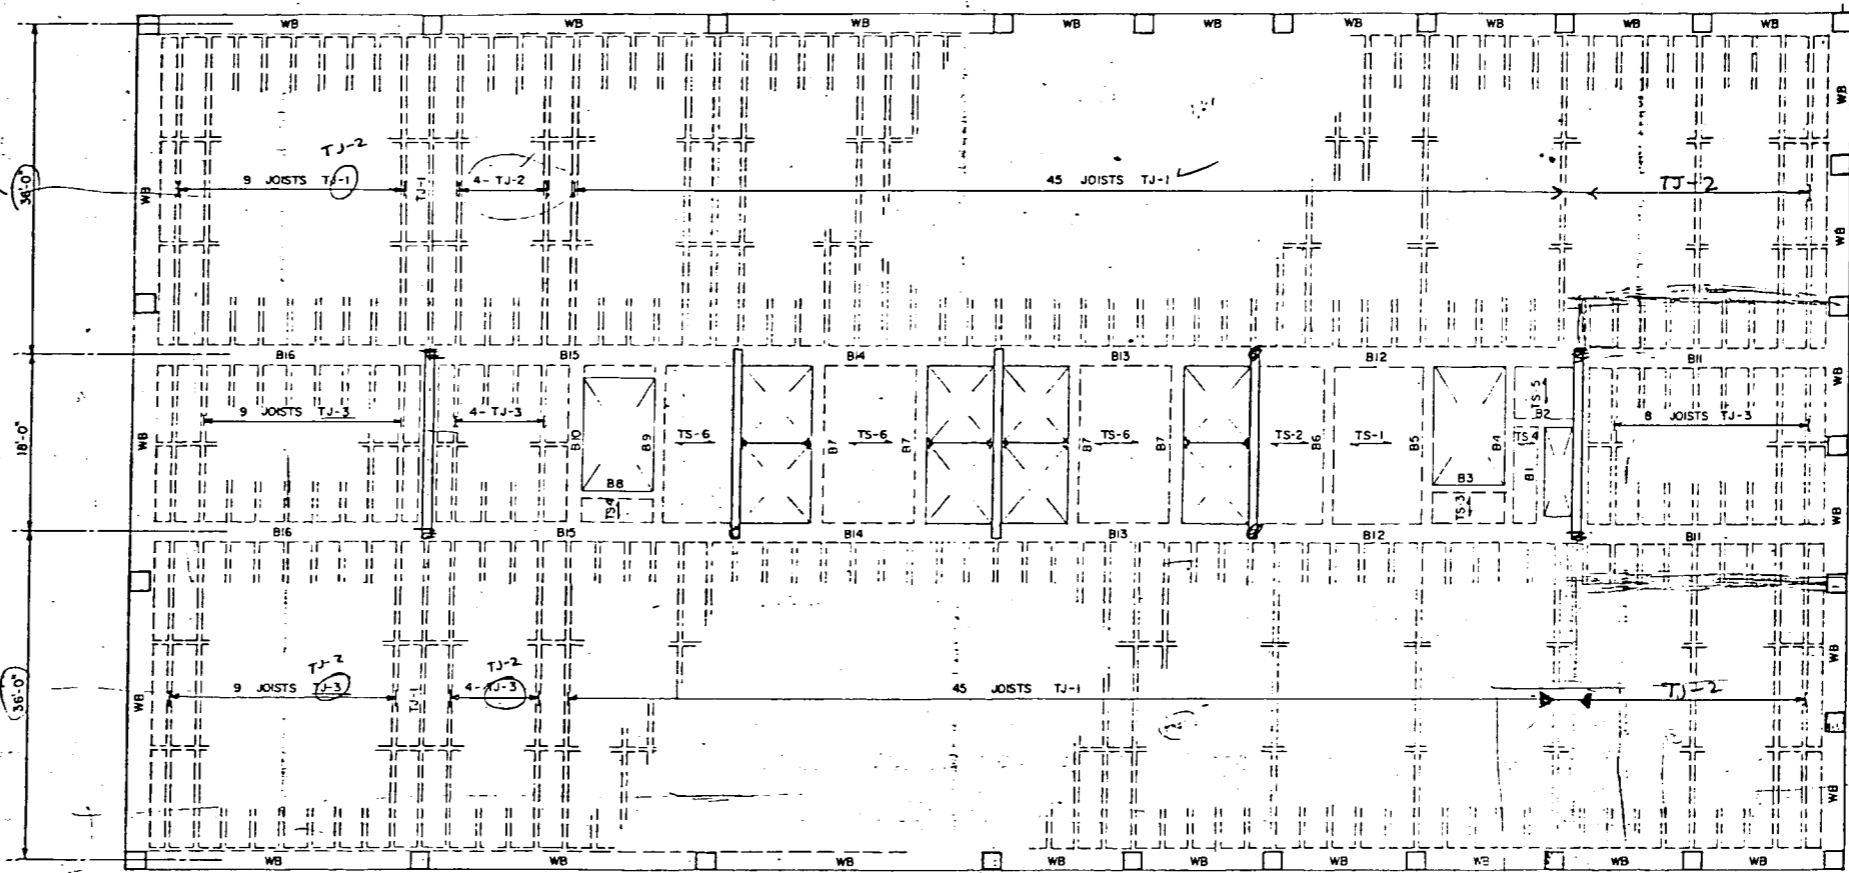 WB WB WB WB WB WB WB WB WB
WB
36'-0"
TJ-2
9 JOISTS TJ-1
TJ-1
4- TJ-2
45 JOISTS TJ-1
TJ-2
WB
WB
B16 B15 B14 B13 B12 B11
18'-0"
WB
9 JOISTS TJ-3
4- TJ-3
B10
B9
B8
TS-4
TS-6
B7
TS-6
B7
B7
TS-6
B7
TS-2
B6
TS-1
B5
B4
B3
TS-3
TS-5
B2
TS-4
B1
8 JOISTS TJ-3
WB
WB
B16 B15 B14 B13 B12 B11
36'-0"
WB
TJ-2
9 JOISTS TJ-3
TJ-1
TJ-2
4- TJ-3
45 JOISTS TJ-1
TJ-2
WB
WB
WB WB WB WB WB WB WB WB WB